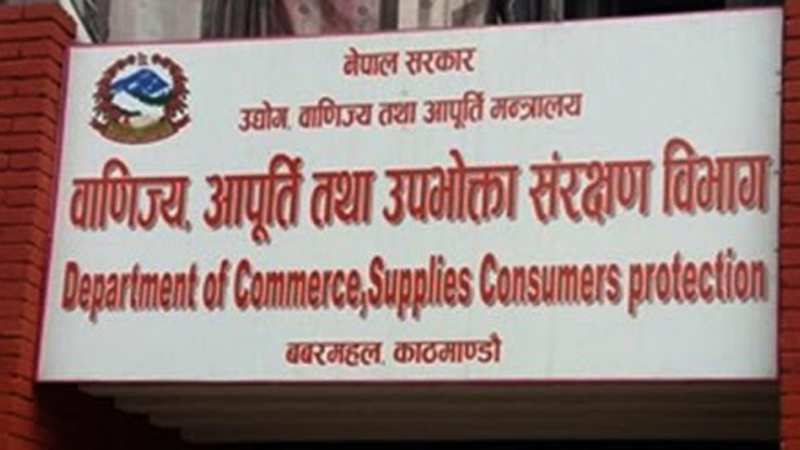 नेपाल सरकार
उद्योग, वाणिज्य तथा आपूर्ति मन्त्रालय
वाणिज्य, आपूर्ति तथा उपभोक्ता संरक्षण विभाग
Department of Commerce,Supplies Consumers protection
बबरमहल, काठमाण्डौ